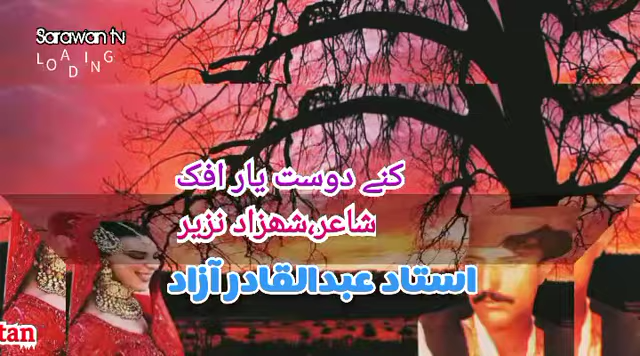 Sarawan tv
LOADING
کنے دوست یار افک
شاعر،شهزاد نزیر
استاد عبدالقادر آزاد
tan